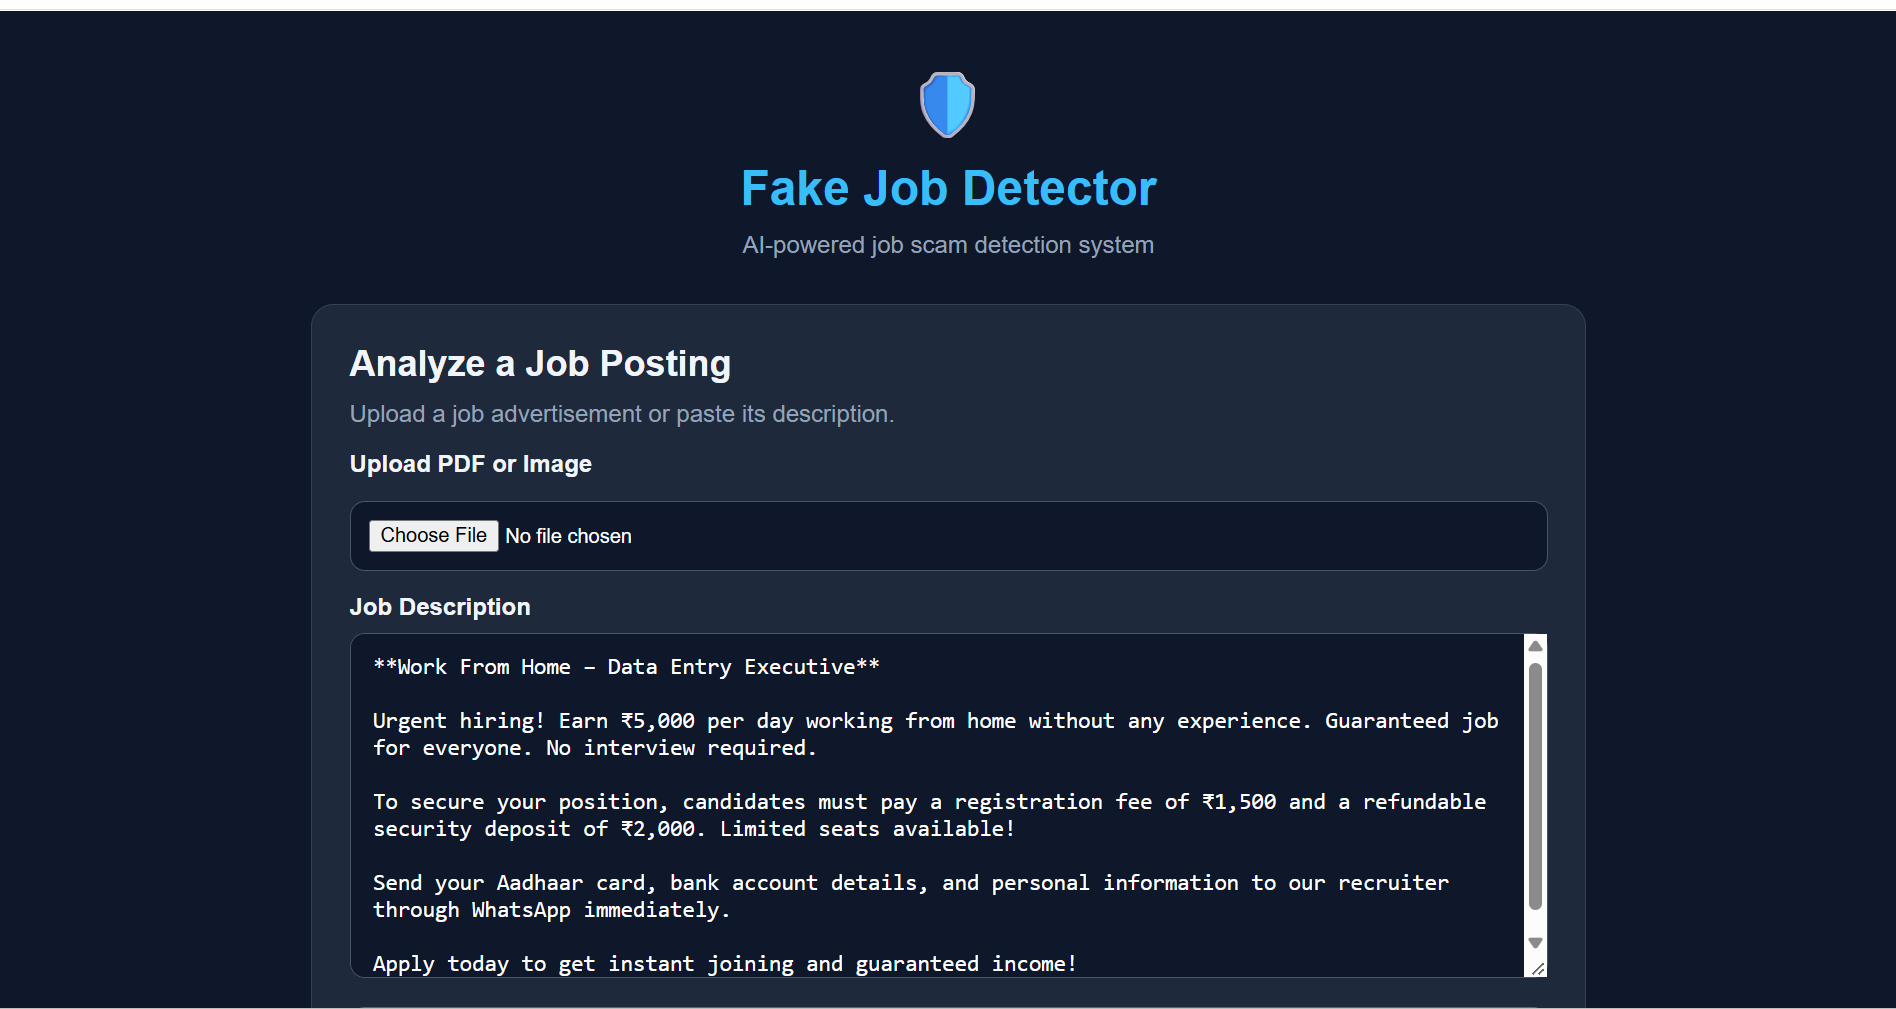 Fake Job Detector
AI-powered job scam detection system
Analyze a Job Posting
Upload a job advertisement or paste its description.
Upload PDF or Image
Choose File No file chosen
Job Description
**Work From Home – Data Entry Executive**
Urgent hiring! Earn ₹5,000 per day working from home without any experience. Guaranteed job
for everyone. No interview required.
To secure your position, candidates must pay a registration fee of ₹1,500 and a refundable
security deposit of ₹2,000. Limited seats available!
Send your Aadhaar card, bank account details, and personal information to our recruiter
through WhatsApp immediately.
Apply today to get instant joining and guaranteed income!